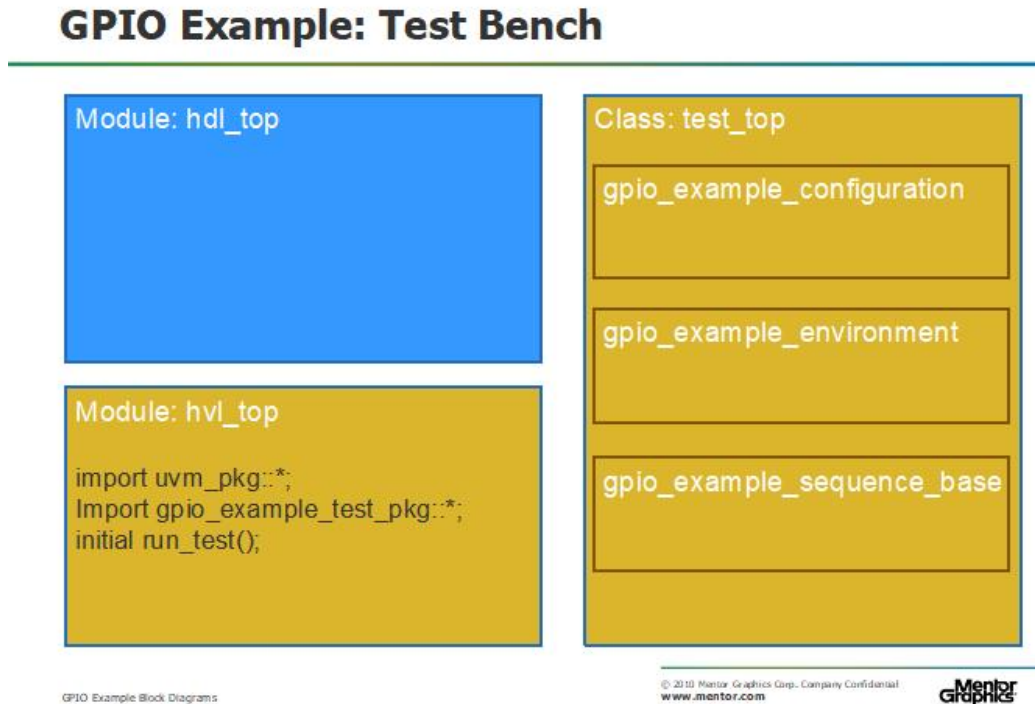 GPIO Example: Test Bench
Module: hdl_top
Module: hvl_top
import uvm_pkg::*;
Import gpio_example_test_pkg::*;
initial run_test();
Class: test_top
gpio_example_configuration
gpio_example_environment
gpio_example_sequence_base
GPIO Example Block Diagrams
© 2010 Mentor Graphics Corp. Company Confidential
www.mentor.com
Mentor
Graphics